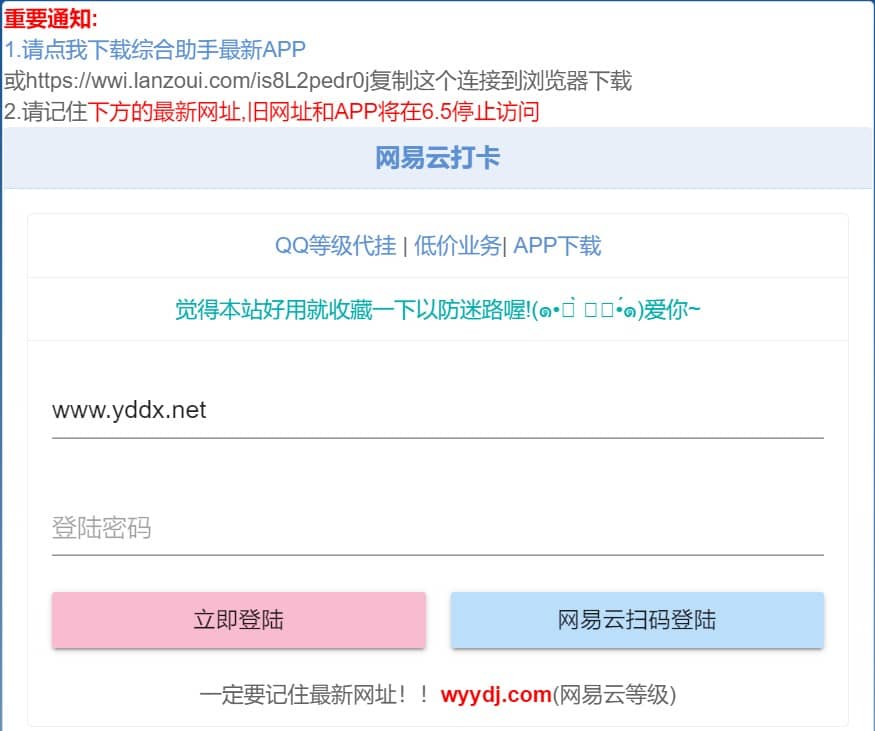 重要通知:
1.请点我下载综合助手最新APP
或https://wwi.lanzoui.com/is8L2pedr0j复制这个连接到浏览器下载
2.请记住下方的最新网址,旧网址和APP将在6.5停止访问
网易云打卡
QQ等级代挂 | 低价业务| APP下载
觉得本站好用就收藏一下以防迷路喔!(๑•̀ •́๑)爱你~
www.yddx.net
登陆密码
立即登陆 网易云扫码登陆
一定要记住最新网址！！wyydj.com(网易云等级)